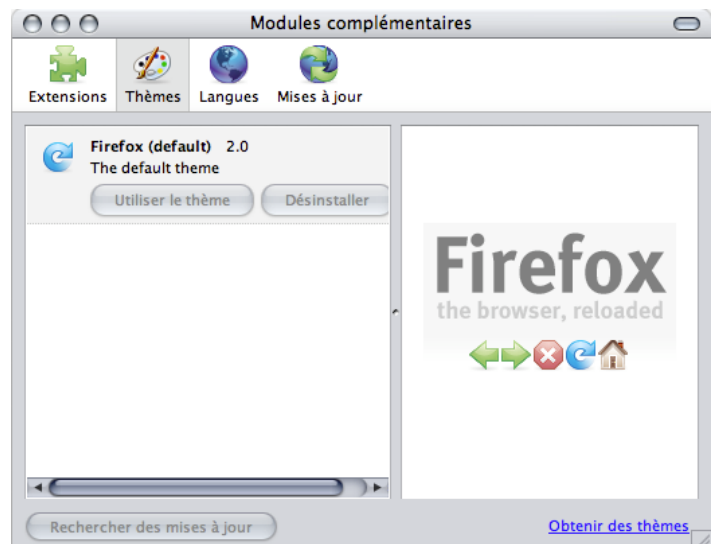 Modules complémentaires
Extensions Thèmes Langues Mises à jour
Firefox (default) 2.0
The default theme
Utiliser le thème Désinstaller
Firefox
the browser, reloaded
Rechercher des mises à jour Obtenir des thèmes